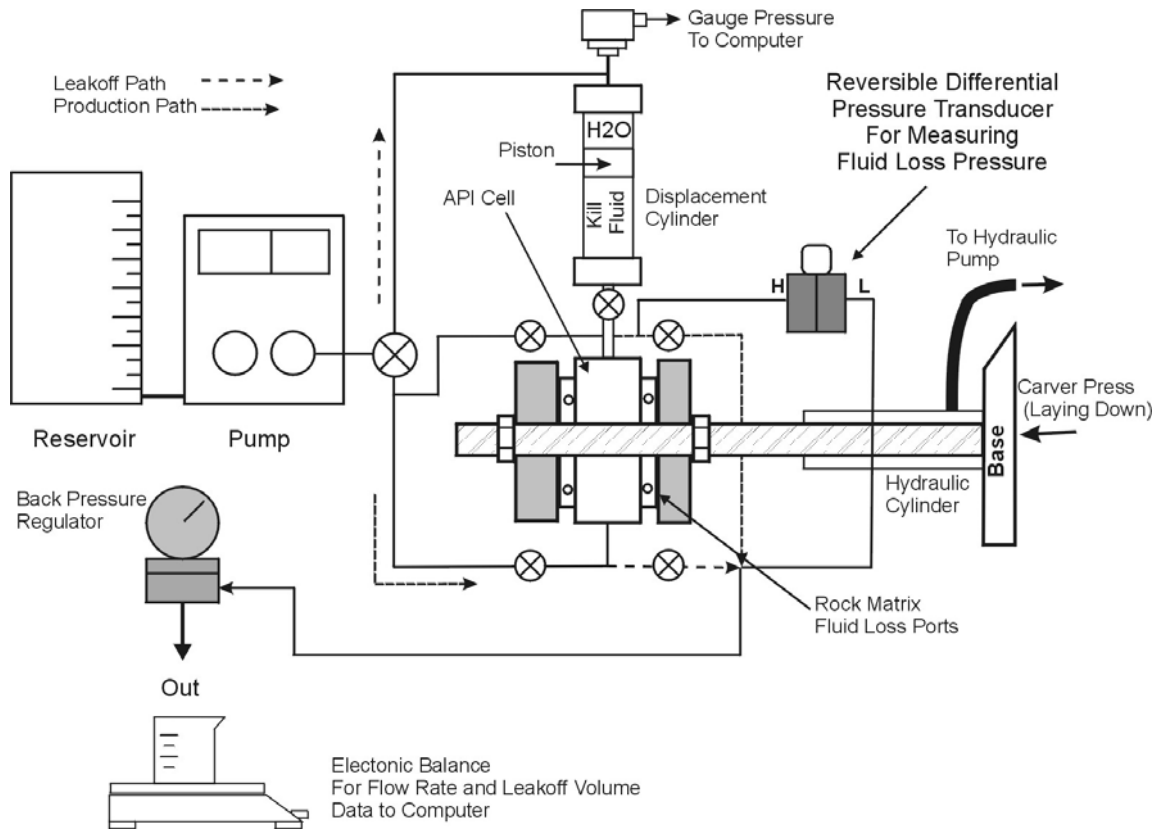 Gauge Pressure
To Computer
Leakoff Path
Production Path
Reversible Differential
Pressure Transducer
For Measuring
Fluid Loss Pressure
H2O
Piston
API Cell
Kill
Fluid
Displacement
Cylinder
To Hydraulic
Pump
H
L
Carver Press
(Laying Down)
Base
Reservoir
Pump
Hydraulic
Cylinder
Back Pressure
Regulator
Rock Matrix
Fluid Loss Ports
Out
Electonic Balance
For Flow Rate and Leakoff Volume
Data to Computer